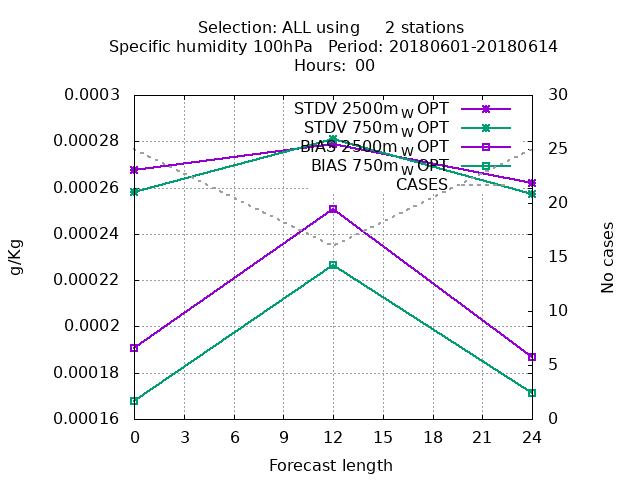 Selection: ALL using 2 stations
Specific humidity 100hPa Period: 20180601-20180614
Hours: 00
0.0003
0.00028
0.00026
0.00024
0.00022
0.0002
0.00018
0.00016
g/Kg
STDV 2500m_W OPT
STDV 750m_W OPT
BIAS 2500m_W OPT
BIAS 750m_W OPT
CASES
30
25
20
15
10
5
0
No cases
0 3 6 9 12 15 18 21 24
Forecast length